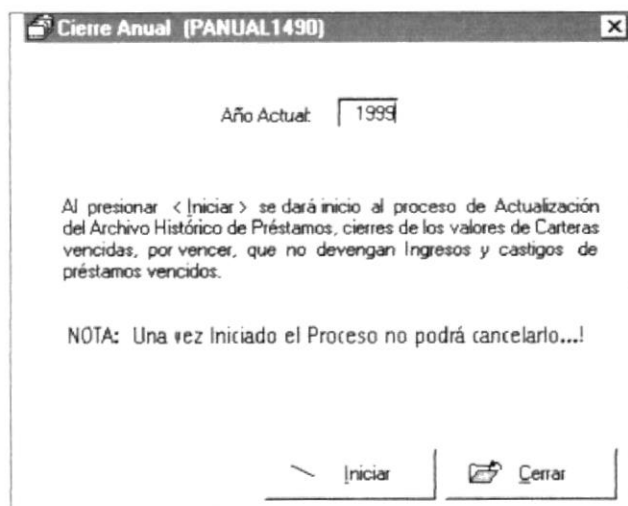 Cierre Anual (PANUAL1490)
Año Actual: 1999
Al presionar < Iniciar > se dará inicio al proceso de Actualización
del Archivo Histórico de Préstamos, cierres de los valores de Carteras
vencidas, por vencer, que no devengan Ingresos y castigos de
préstamos vencidos.
NOTA: Una vez Iniciado el Proceso no podrá cancelarlo...!
Iniciar Cerrar